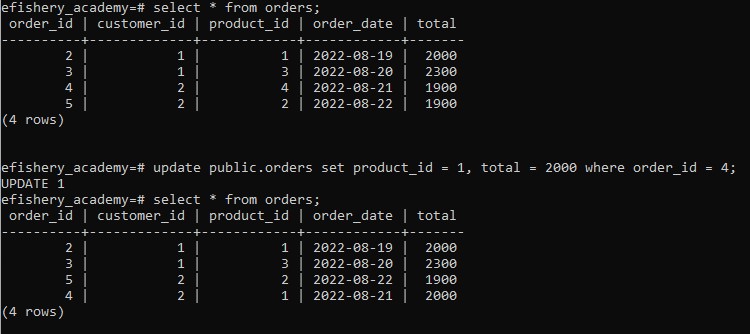 efishery_academy=# select * from orders;
 order_id | customer_id | product_id | order_date | total
----------+-------------+------------+------------+-------
        2 |           1 |          1 | 2022-08-19 |  2000
        3 |           1 |          3 | 2022-08-20 |  2300
        4 |           2 |          4 | 2022-08-21 |  1900
        5 |           2 |          2 | 2022-08-22 |  1900
(4 rows)
efishery_academy=# update public.orders set product_id = 1, total = 2000 where order_id = 4;
UPDATE 1
efishery_academy=# select * from orders;
 order_id | customer_id | product_id | order_date | total
----------+-------------+------------+------------+-------
        2 |           1 |          1 | 2022-08-19 |  2000
        3 |           1 |          3 | 2022-08-20 |  2300
        5 |           2 |          2 | 2022-08-22 |  1900
        4 |           2 |          1 | 2022-08-21 |  2000
(4 rows)